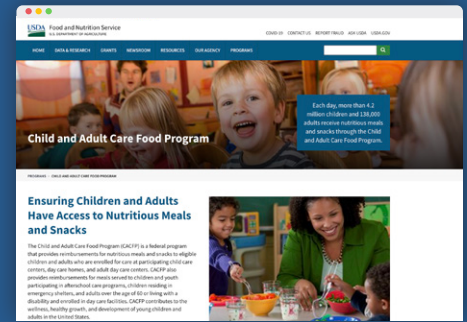 USDA Food and Nutrition Service
U.S. DEPARTMENT OF AGRICULTURE
COVID-19 CONTACT US REPORT FRAUD ASK USDA USDA.GOV
HOME DATA & RESEARCH GRANTS NEWSROOM RESOURCES OUR AGENCY PROGRAMS
Each day, more than 4.2
million children and 138,000
adults receive nutritious meals
and snacks through the Child
and Adult Care Food Program.
Child and Adult Care Food Program
PROGRAMS CHILD AND ADULT CARE FOOD PROGRAM
Ensuring Children and Adults
Have Access to Nutritious Meals
and Snacks
The Child and Adult Care Food Program (CACFP) is a federal program
that provides reimbursements for nutritious meals and snacks to eligible
children and adults who are enrolled for care at participating child care
centers, day care homes, and adult day care centers. CACFP also
provides reimbursements for meals served to children and youth
participating in afterschool care programs, children residing in
emergency shelters, and adults over the age of 60 or living with a
disability and enrolled in day care facilities. CACFP contributes to the
wellness, healthy growth, and development of young children and
adults in the United States.